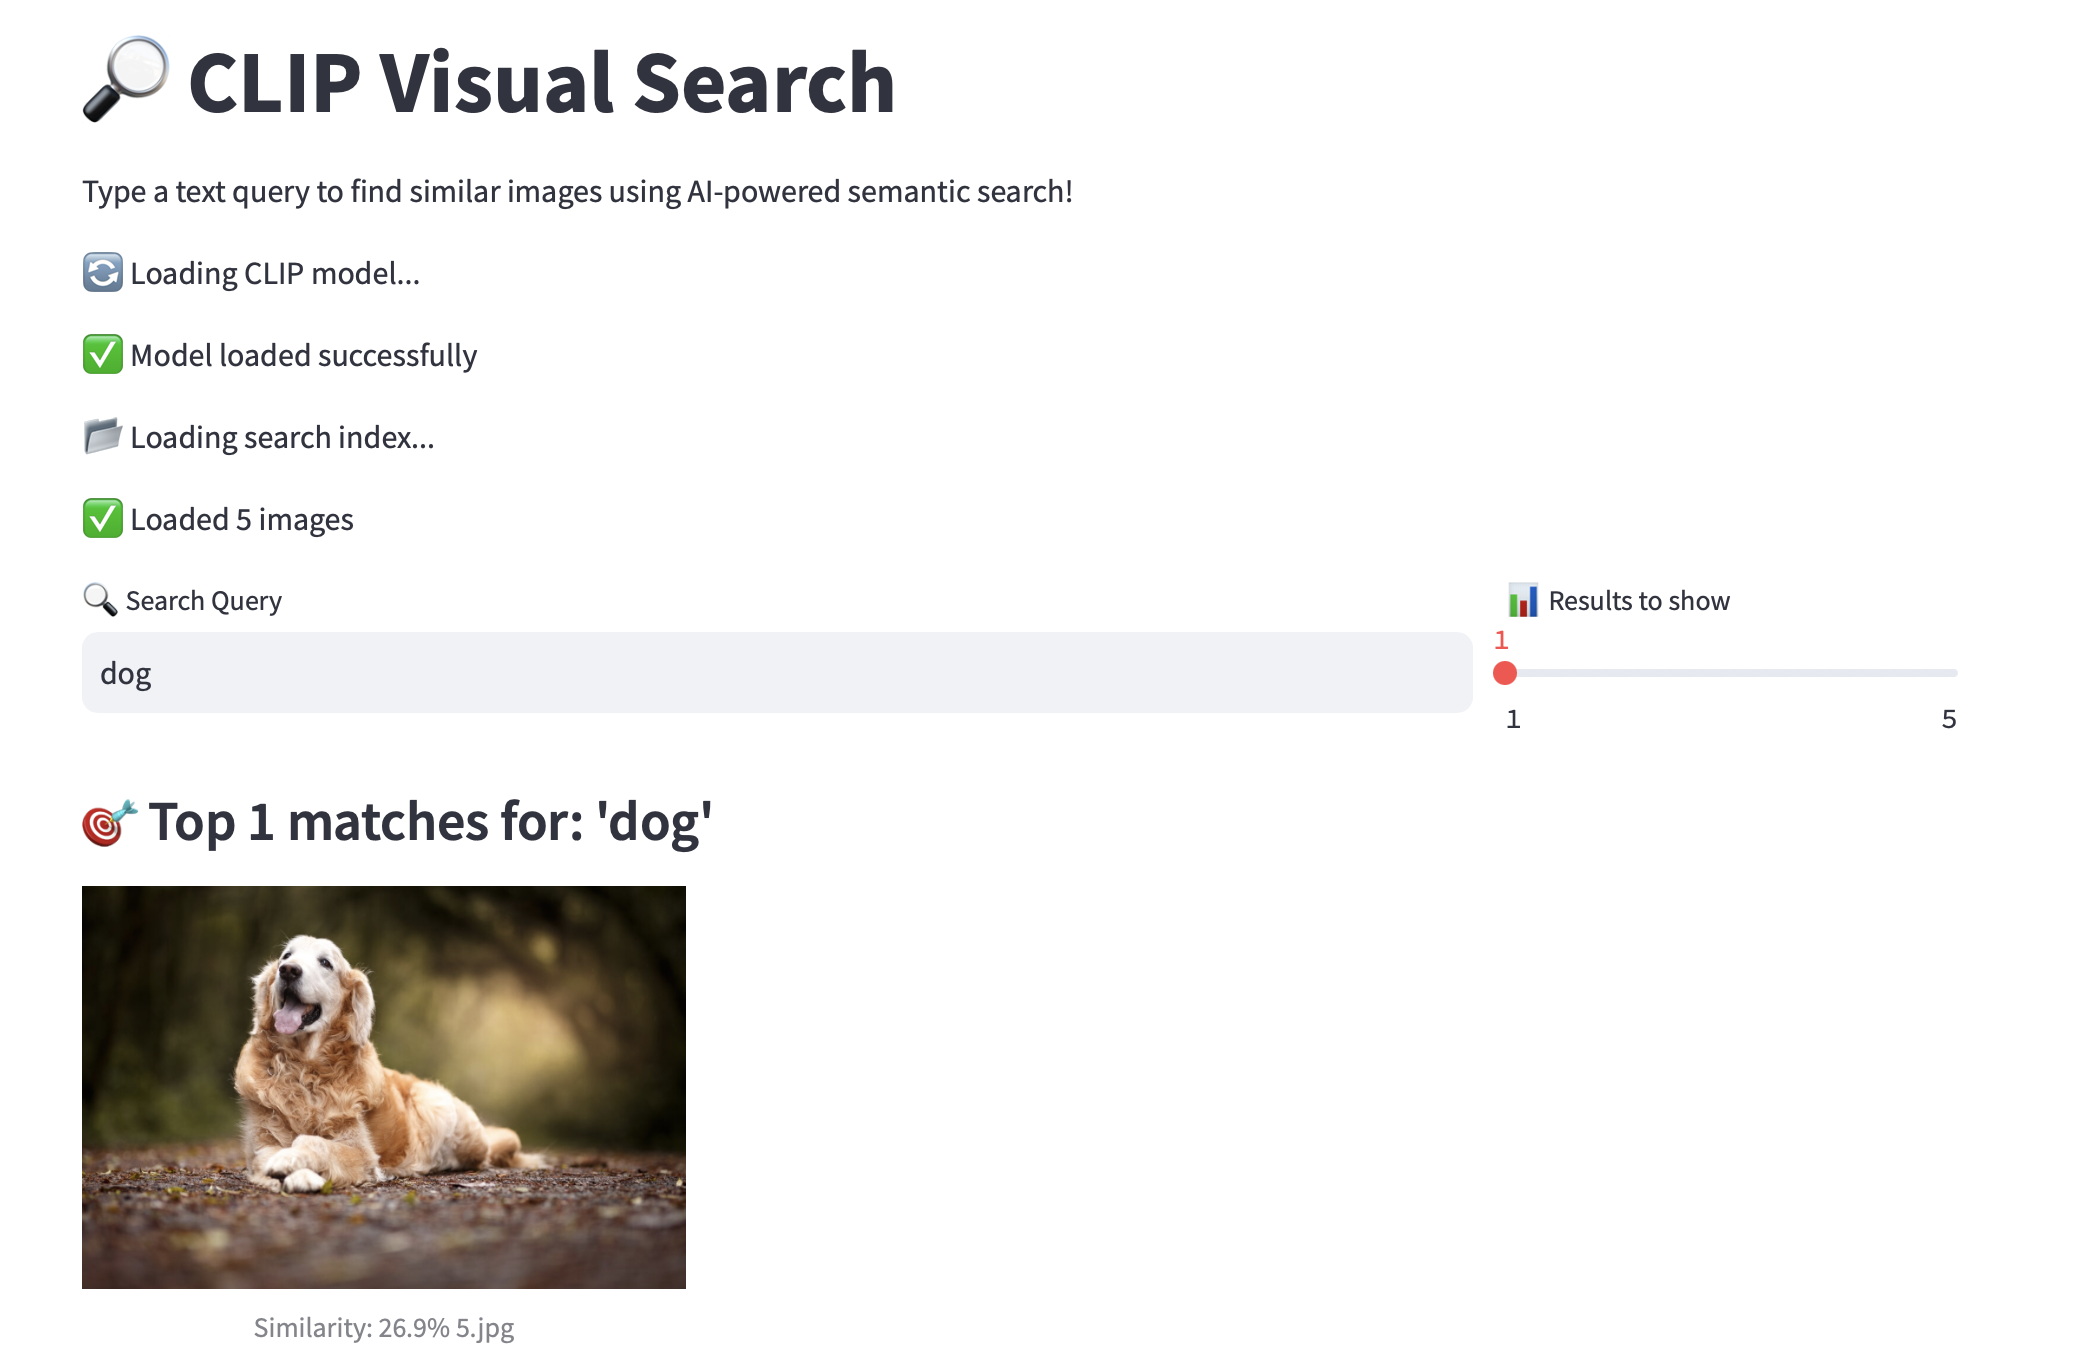 CLIP Visual Search
Type a text query to find similar images using AI-powered semantic search!
Loading CLIP model...
Model loaded successfully
Loading search index...
Loaded 5 images
Search Query
Results to show
1
dog
1
5
Top 1 matches for: 'dog'
Similarity: 26.9% 5.jpg